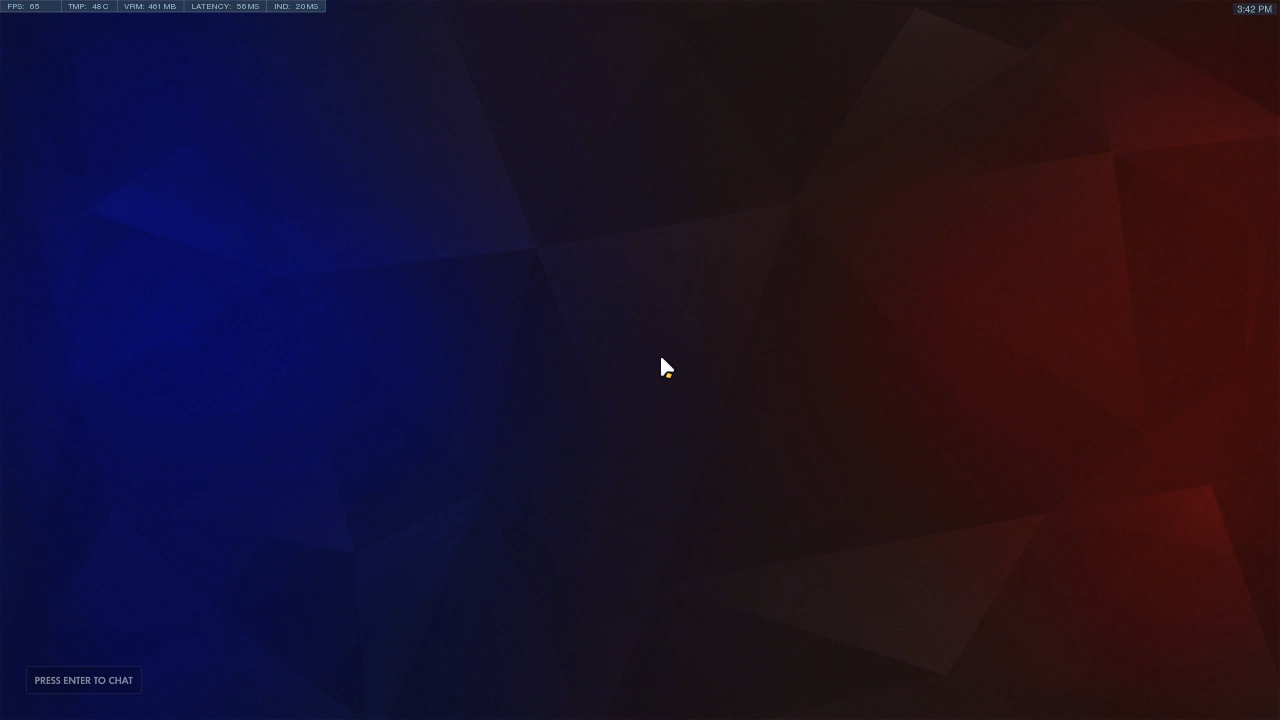 FPS: 65 TMP: 48 C VRM: 461 MB LATENCY: 56 MS IND: 20 MS
3:42 PM
PRESS ENTER TO CHAT